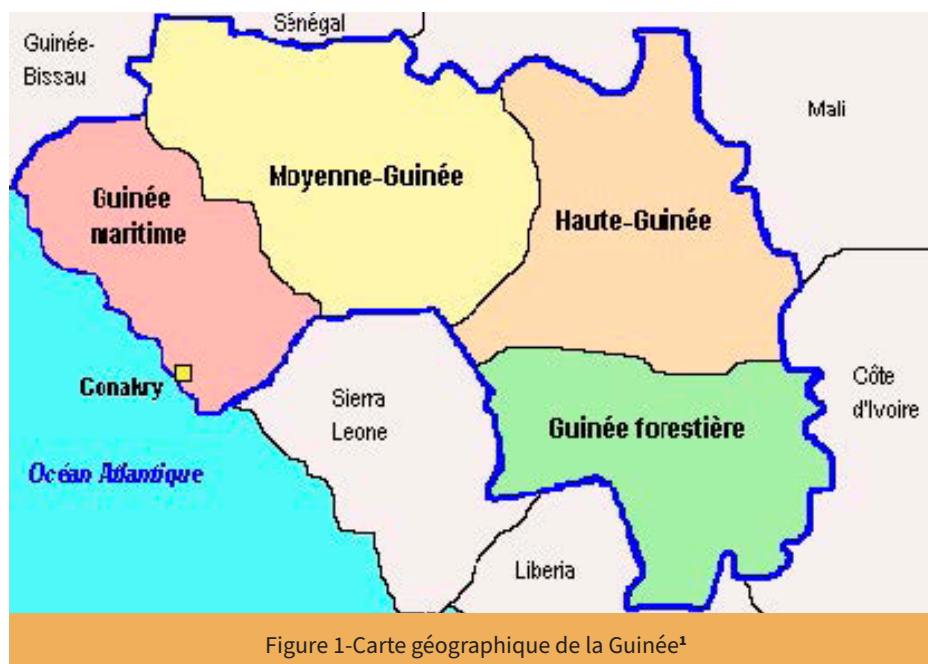 Sénégal
Guinée-
Bissau
Mali
Moyenne-Guinée
Guinée
maritime
Haute-Guinée
Conakry
Sierra
Leone
Côte
d'Ivoire
Guinée forestière
Océan Atlantique
Liberia
Figure 1-Carte géographique de la Guinée¹